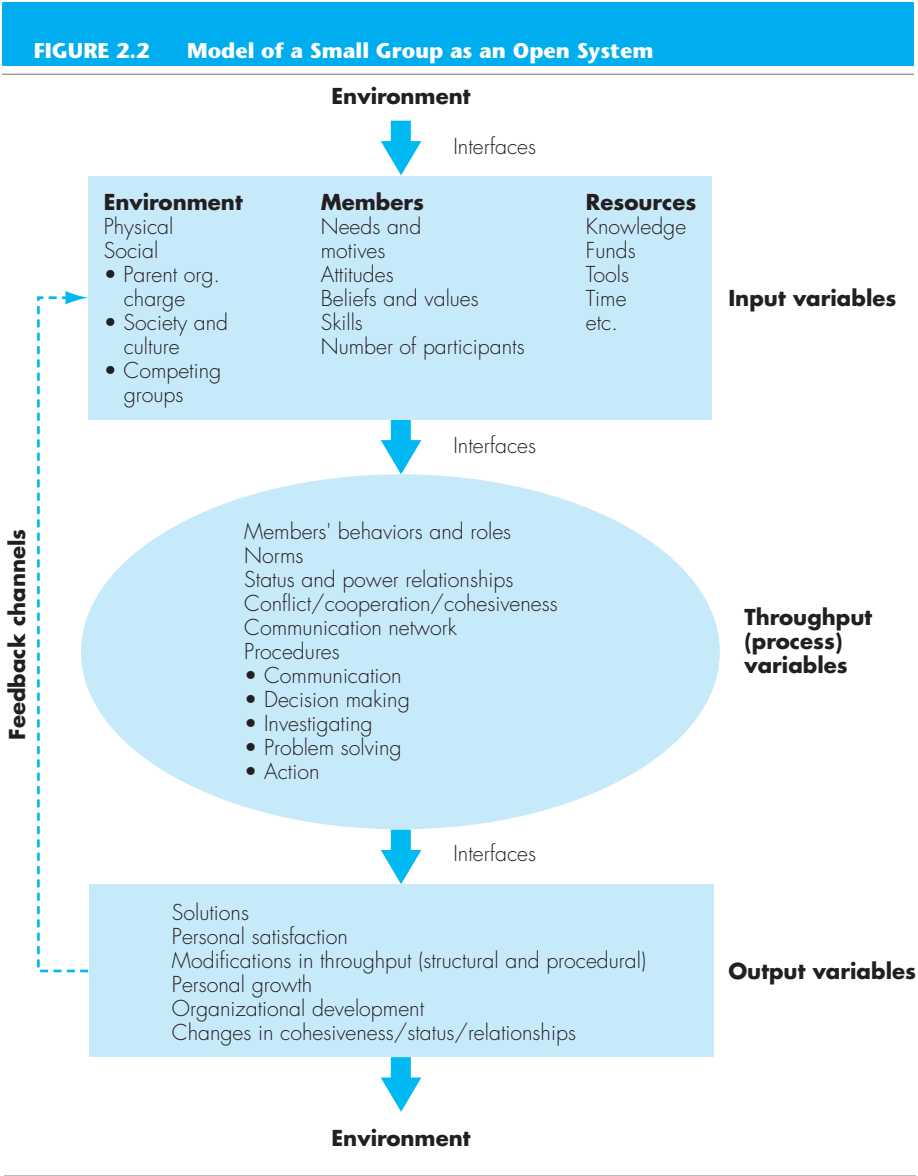 FIGURE 2.2 Model of a Small Group as an Open System
Environment
Interfaces
Environment
Physical
Social
• Parent org.
charge
• Society and
culture
• Competing
groups
Members
Needs and
motives
Attitudes
Beliefs and values
Skills
Number of participants
Resources
Knowledge
Funds
Tools
Time
etc.
Input variables
Interfaces
Feedback channels
Members' behaviors and roles
Norms
Status and power relationships
Conflict/cooperation/cohesiveness
Communication network
Procedures
• Communication
• Decision making
• Investigating
• Problem solving
• Action
Throughput
(process)
variables
Interfaces
Solutions
Personal satisfaction
Modifications in throughput (structural and procedural)
Personal growth
Organizational development
Changes in cohesiveness/status/relationships
Output variables
Environment